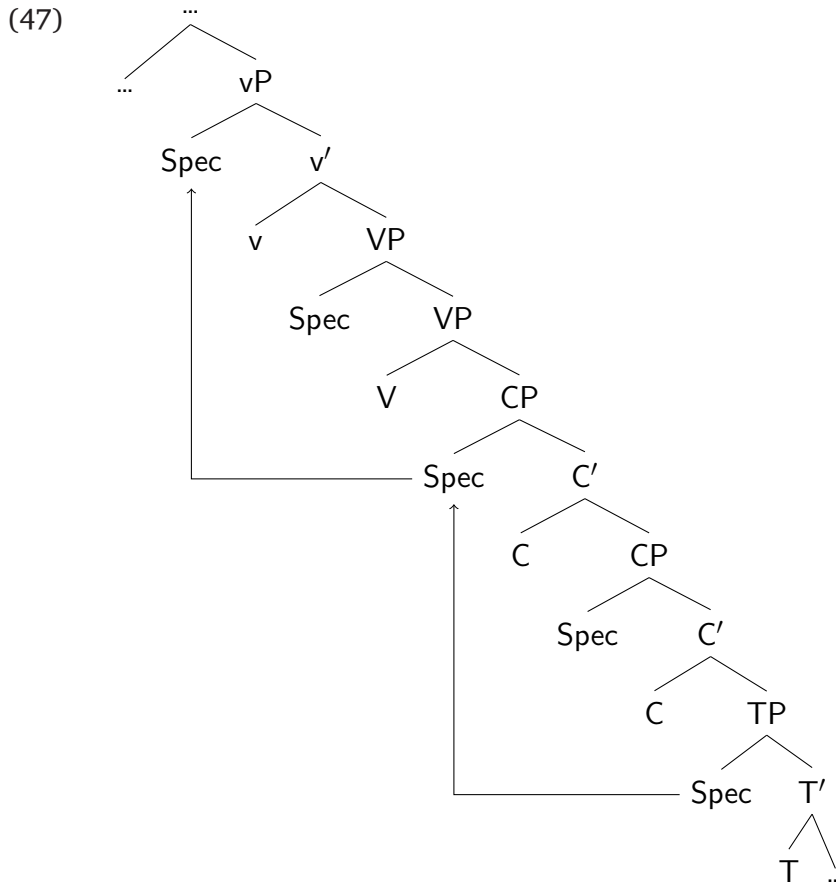 (47) ...
... vP
Spec v′
v VP
Spec VP
V CP
Spec C′
C CP
Spec C′
C TP
Spec T′
T ...